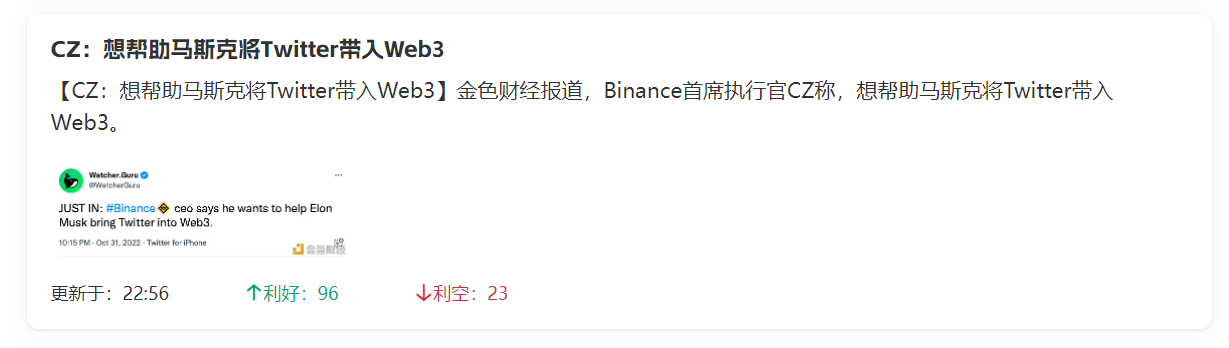 CZ：想帮助马斯克將Twitter带入Web3
【CZ：想帮助马斯克将Twitter带入Web3】金色财经报道，Binance首席执行官CZ称，想帮助马斯克将Twitter带入
Web3。
Watcher.Guru
@WatcherGuru
JUST IN: #Binance ceo says he wants to help Elon
Musk bring Twitter into Web3.
10:15 PM · Oct 31, 2022 · Twitter for iPhone
金色财经
更新于：22:56 ↑利好：96 ↓利空：23